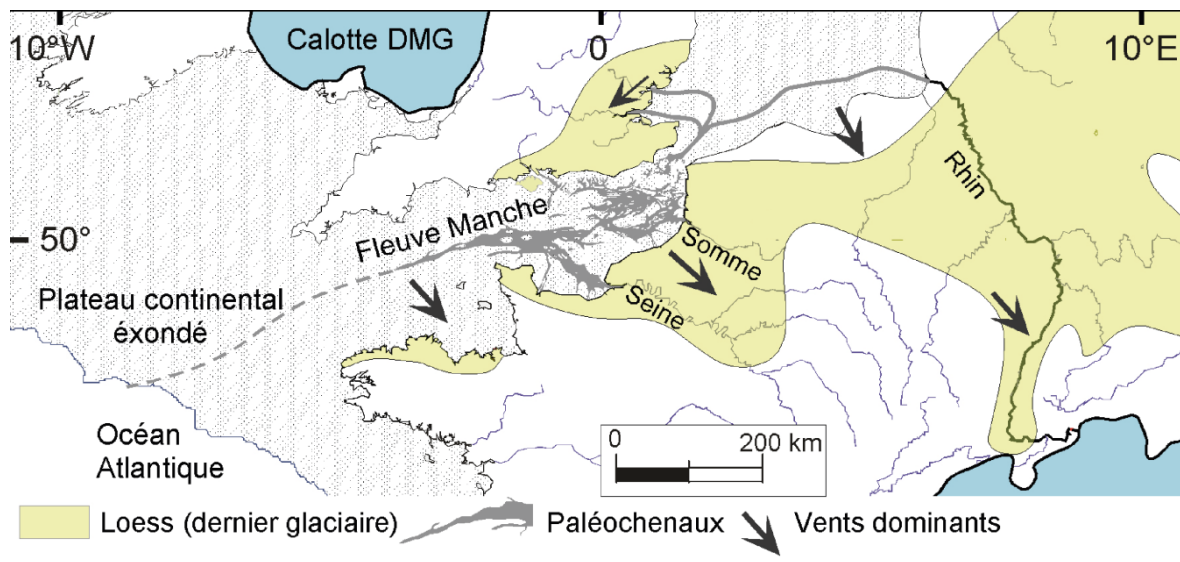 10°W
0
10°E
Calotte DMG
Rhin
50°
Fleuve Manche
Somme
Seine
Plateau continental
éxondé
Océan
Atlantique
0
200 km
Loess (dernier glaciaire)
Paléochenaux
Vents dominants